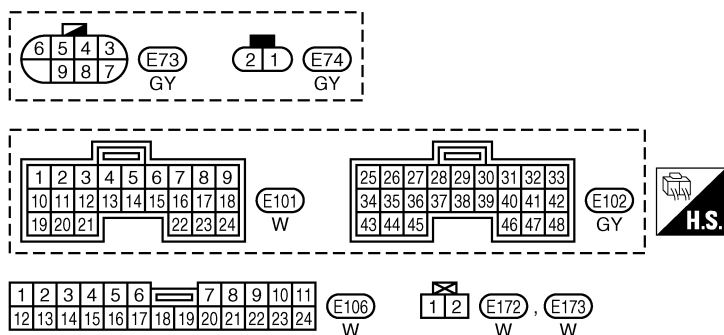 6 5 4 3
9 8 7
E73
GY
2 1
E74
GY
1 2 3 4 5 6 7 8 9
10 11 12 13 14 15 16 17 18
19 20 21 22 23 24
E101
W
25 26 27 28 29 30 31 32 33
34 35 36 37 38 39 40 41 42
43 44 45 46 47 48
E102
GY
H.S.
1 2 3 4 5 6 7 8 9 10 11
12 13 14 15 16 17 18 19 20 21 22 23 24
E106
W
1 2
E172 , E173
W W